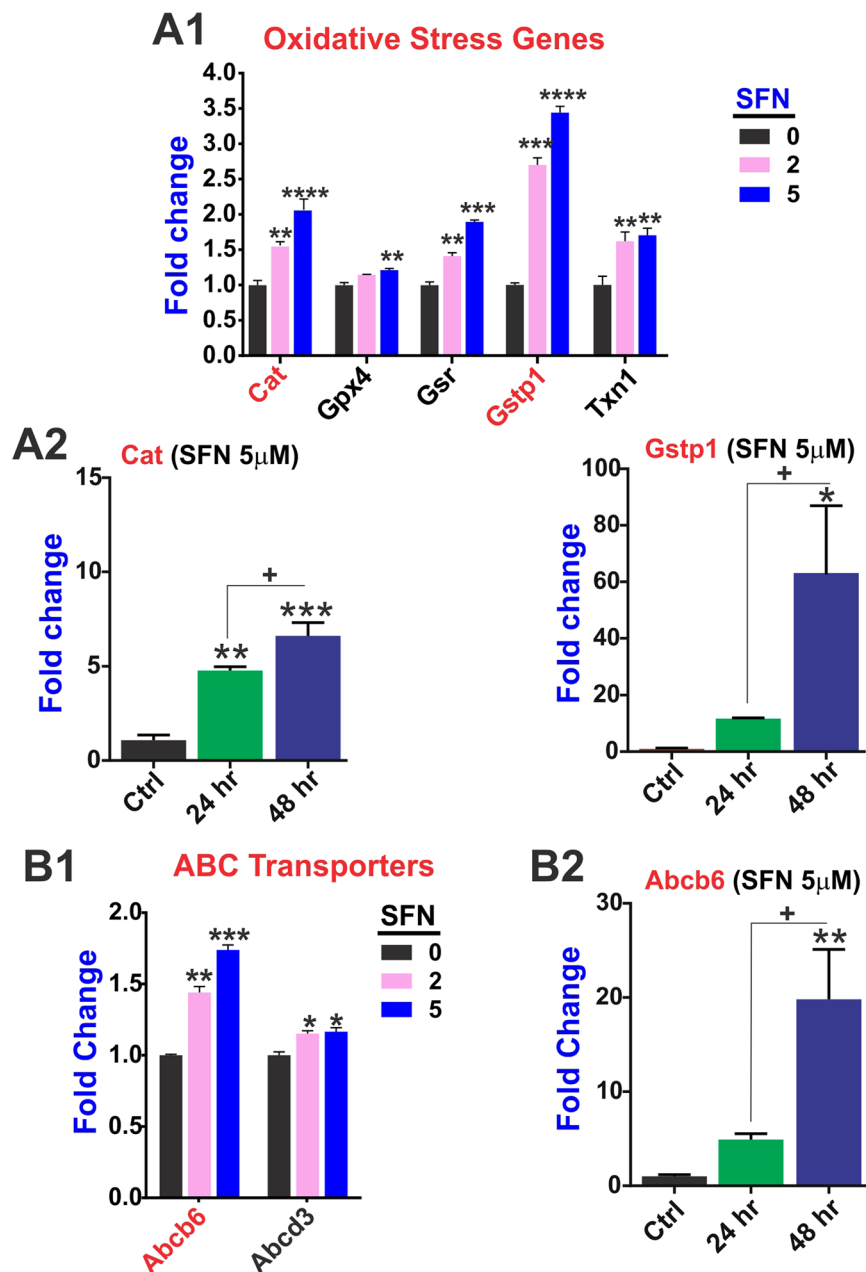 A1 Oxidative Stress Genes
Fold change
4.0
3.5
3.0
2.5
2.0
1.5
1.0
0.5
0.0
** ****
**
** ***
*** ****
** **
Cat Gpx4 Gsr Gstp1 Txn1
SFN
0
2
5
A2 Cat (SFN 5μM)
Fold change
15
10
5
0
+
** ***
Ctrl 24 hr 48 hr
Gstp1 (SFN 5μM)
Fold change
100
80
60
40
20
0
+
*
Ctrl 24 hr 48 hr
B1 ABC Transporters
Fold Change
2.0
1.5
1.0
0.5
0.0
** ***
* *
Abcb6 Abcd3
SFN
0
2
5
B2 Abcb6 (SFN 5μM)
Fold Change
30
20
10
0
+
**
Ctrl 24 hr 48 hr